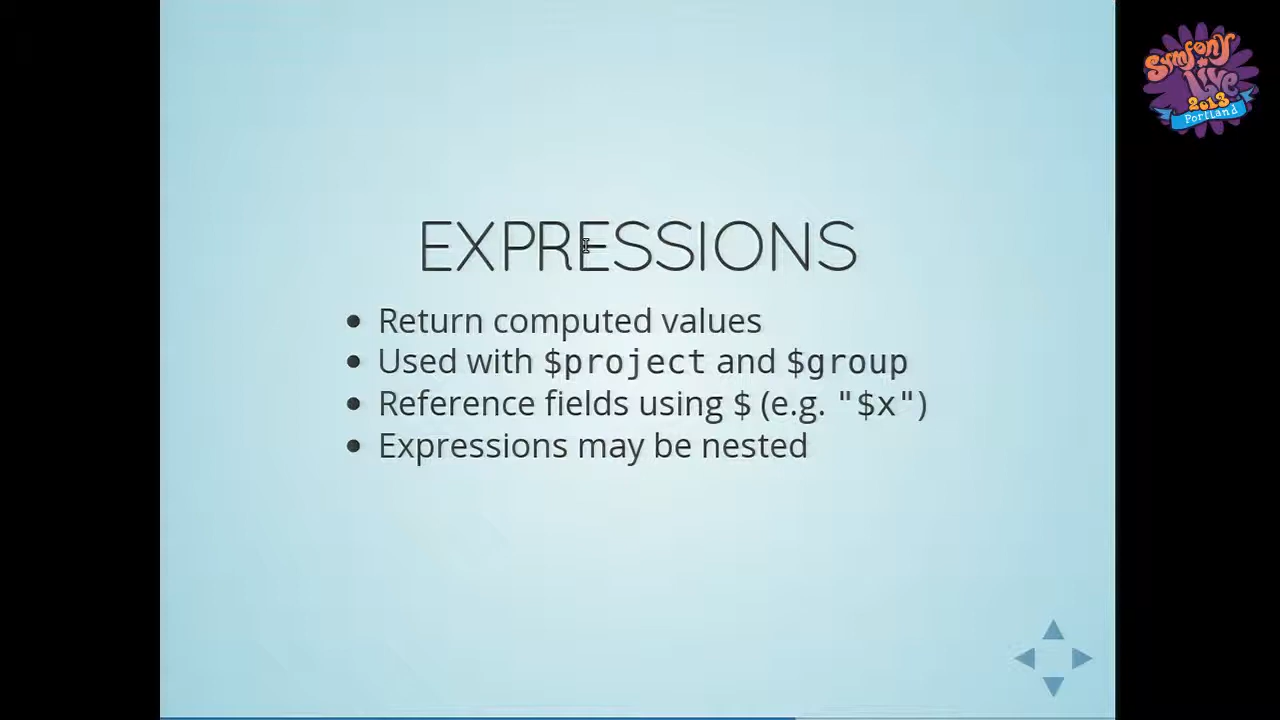 Symfony
Live
2013
Portland
EXPRESSIONS
• Return computed values
• Used with $project and $group
• Reference fields using $ (e.g. "$x")
• Expressions may be nested